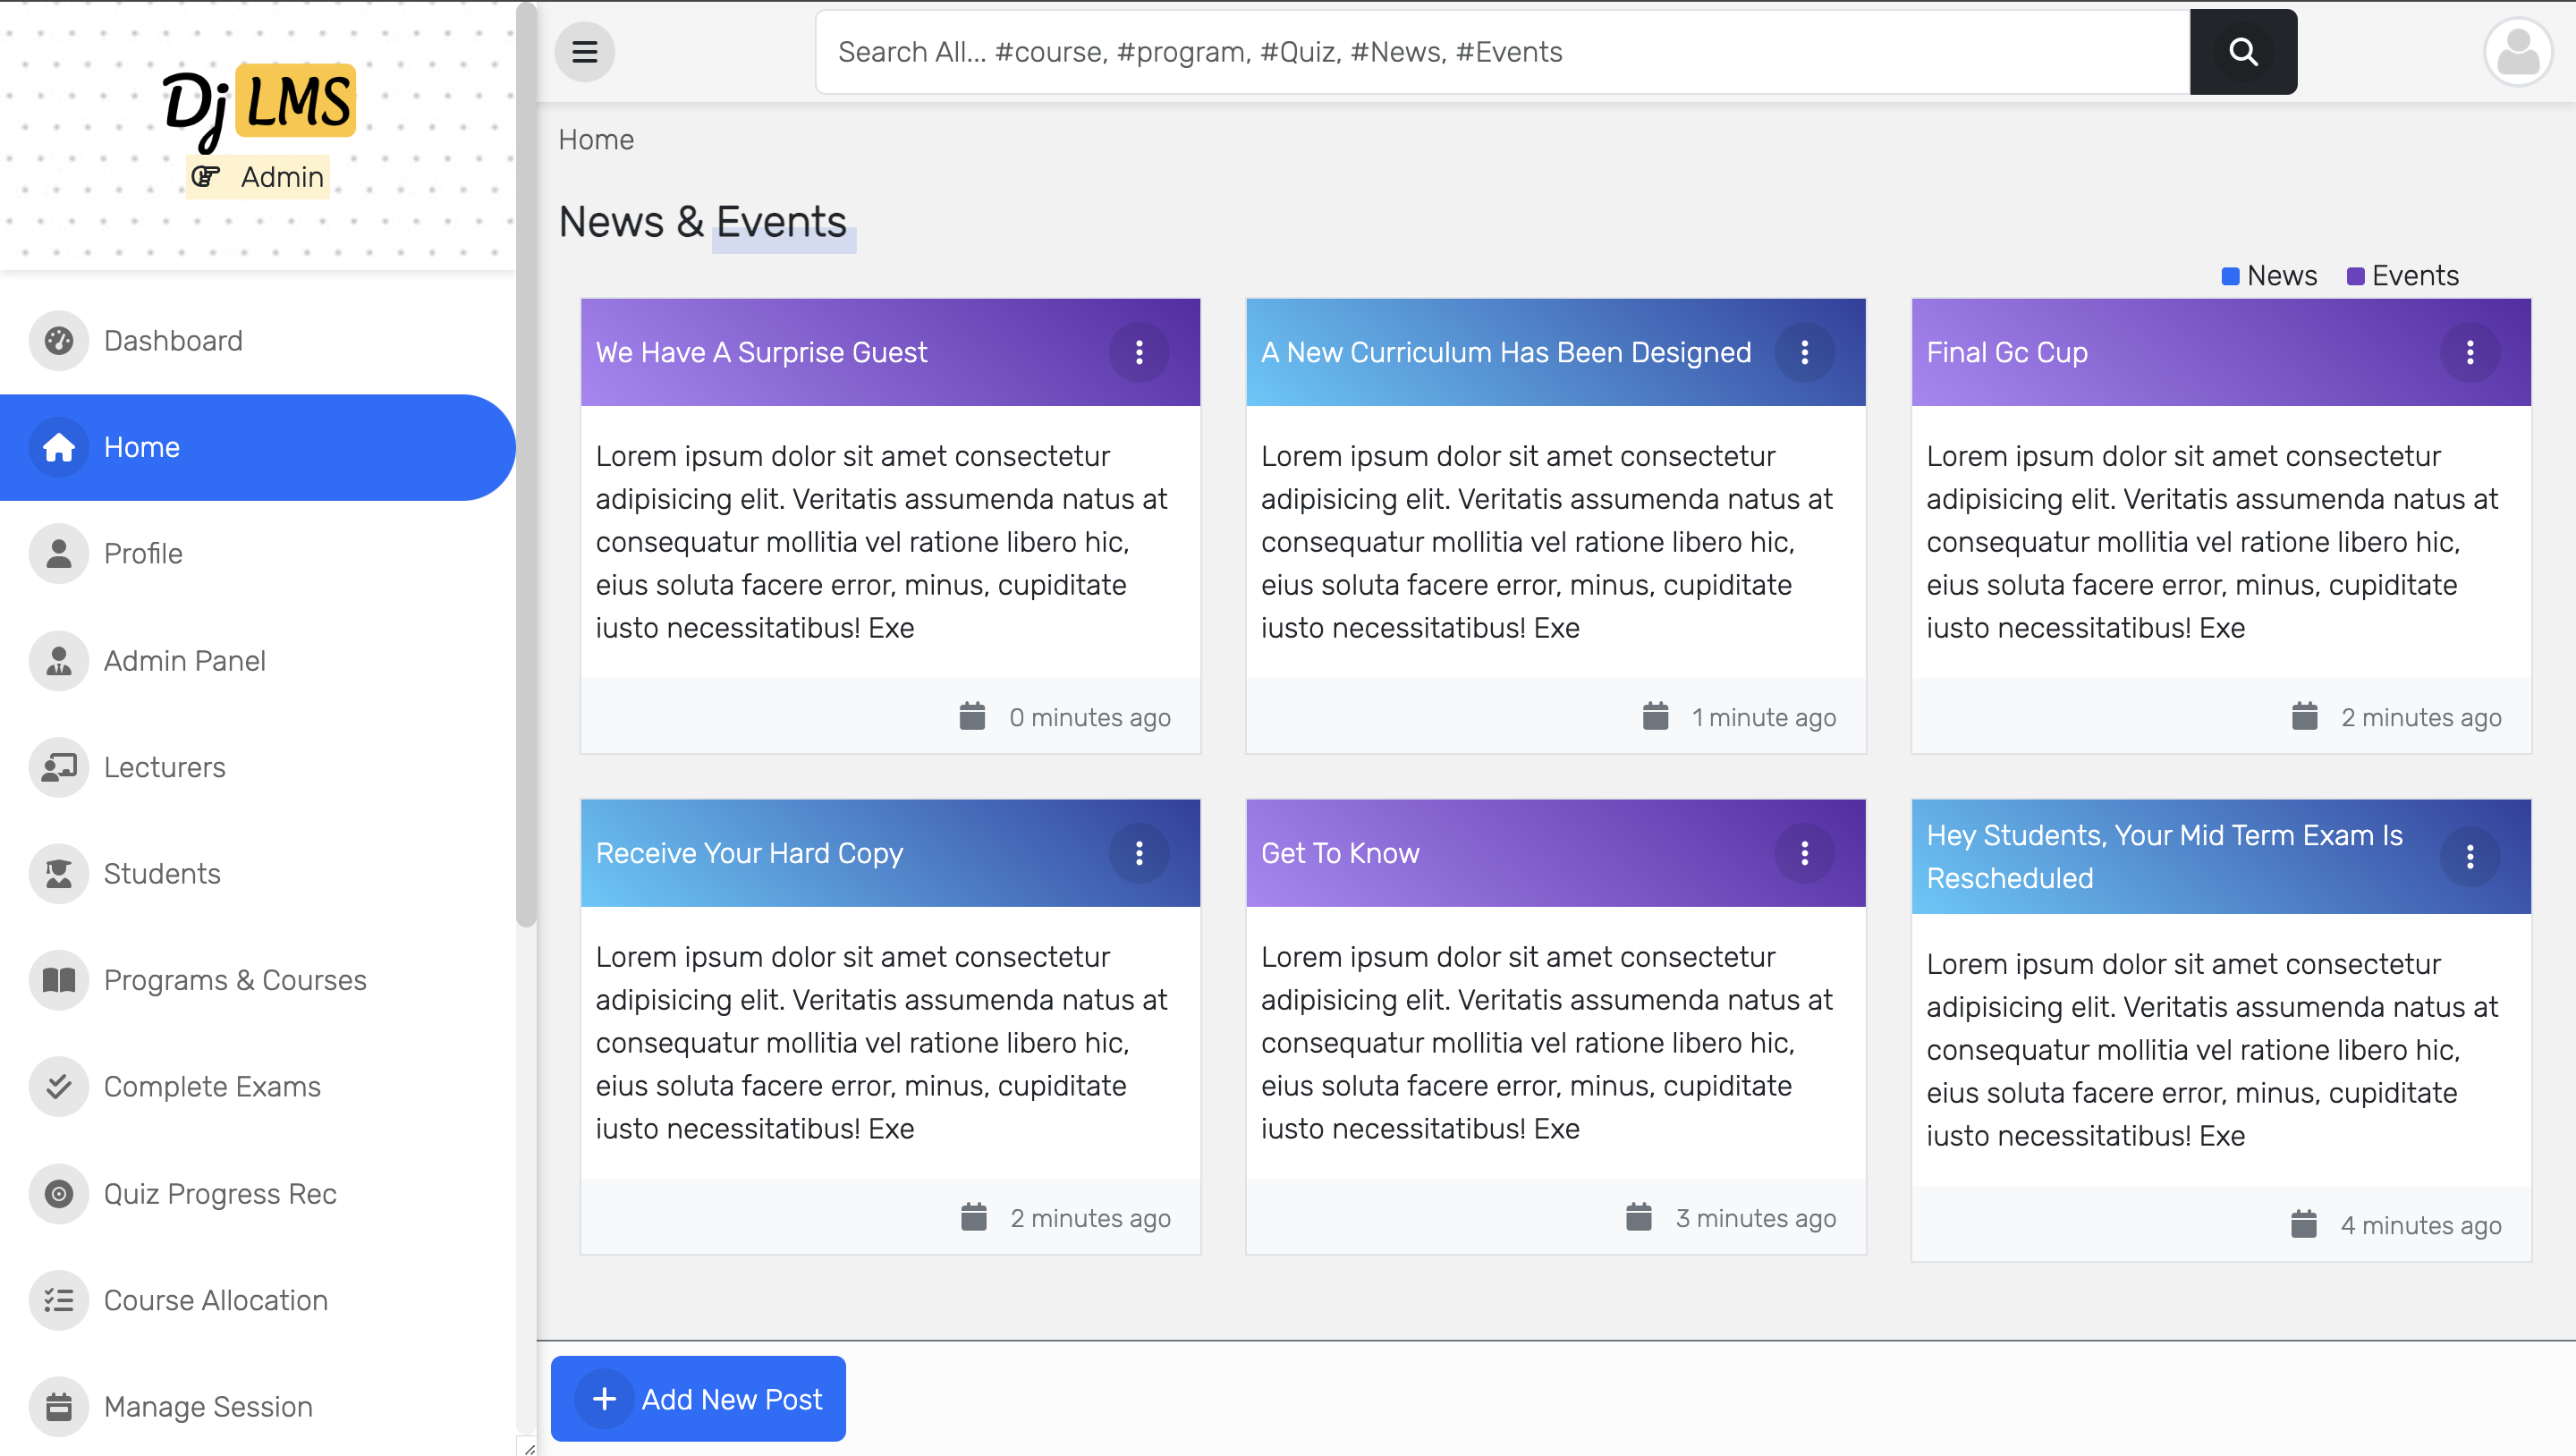 Dj LMS
Admin
Dashboard
Home
Profile
Admin Panel
Lecturers
Students
Programs & Courses
Complete Exams
Quiz Progress Rec
Course Allocation
Manage Session
Search All... #course, #program, #Quiz, #News, #Events
Home
News & Events
News Events
We Have A Surprise Guest
Lorem ipsum dolor sit amet consectetur
adipisicing elit. Veritatis assumenda natus at
consequatur mollitia vel ratione libero hic,
eius soluta facere error, minus, cupiditate
iusto necessitatibus! Exe
0 minutes ago
A New Curriculum Has Been Designed
Lorem ipsum dolor sit amet consectetur
adipisicing elit. Veritatis assumenda natus at
consequatur mollitia vel ratione libero hic,
eius soluta facere error, minus, cupiditate
iusto necessitatibus! Exe
1 minute ago
Final Gc Cup
Lorem ipsum dolor sit amet consectetur
adipisicing elit. Veritatis assumenda natus at
consequatur mollitia vel ratione libero hic,
eius soluta facere error, minus, cupiditate
iusto necessitatibus! Exe
2 minutes ago
Receive Your Hard Copy
Lorem ipsum dolor sit amet consectetur
adipisicing elit. Veritatis assumenda natus at
consequatur mollitia vel ratione libero hic,
eius soluta facere error, minus, cupiditate
iusto necessitatibus! Exe
2 minutes ago
Get To Know
Lorem ipsum dolor sit amet consectetur
adipisicing elit. Veritatis assumenda natus at
consequatur mollitia vel ratione libero hic,
eius soluta facere error, minus, cupiditate
iusto necessitatibus! Exe
3 minutes ago
Hey Students, Your Mid Term Exam Is
Rescheduled
Lorem ipsum dolor sit amet consectetur
adipisicing elit. Veritatis assumenda natus at
consequatur mollitia vel ratione libero hic,
eius soluta facere error, minus, cupiditate
iusto necessitatibus! Exe
4 minutes ago
Add New Post